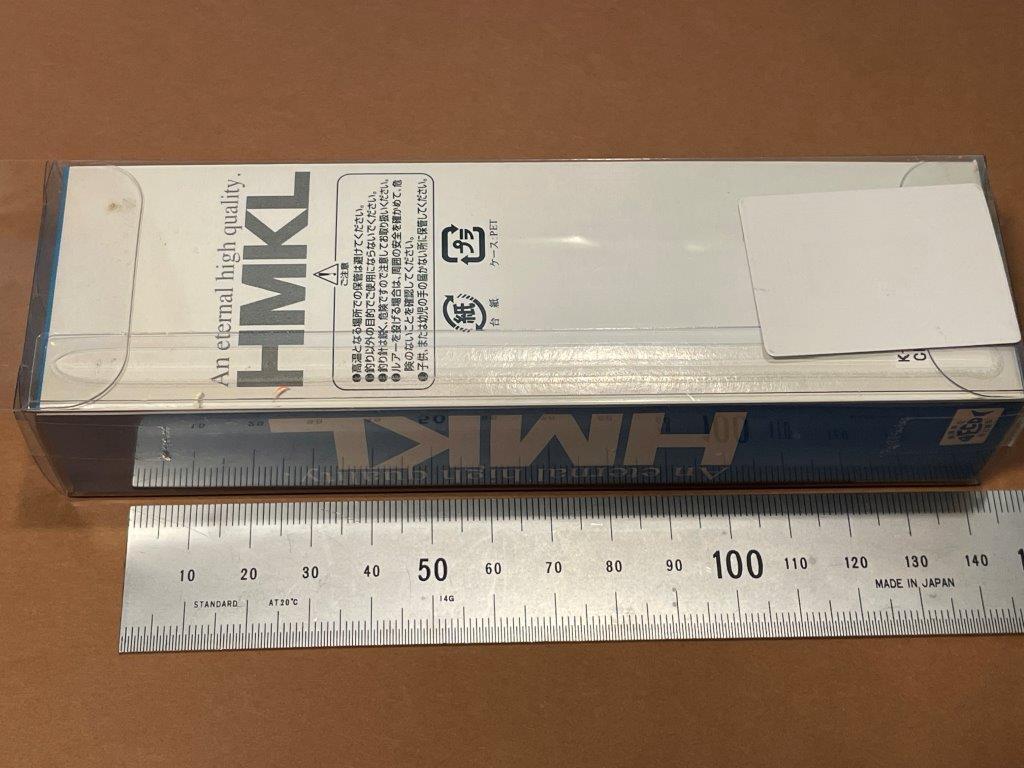 An eternal high quality.
HMKL
ご注意
●高温となる場所での保管は避けてください。
●釣り以外の目的でご使用にならないでください。
●釣り針は鋭く、危険ですので注意してお取り扱いください。
●ルアーを投げる場合は、周囲の安全を確かめて、危
険のないことを確認してください。
●子供、または幼児の手の届かない所に保管してください。
紙
台紙
プラ
ケース:PET
K-
C
HMKL
An eternal high quality
10 20 30 40 50 60 70 80 90 100 110 120 130 140
STANDARD AT 20°C
14G
MADE IN JAPAN